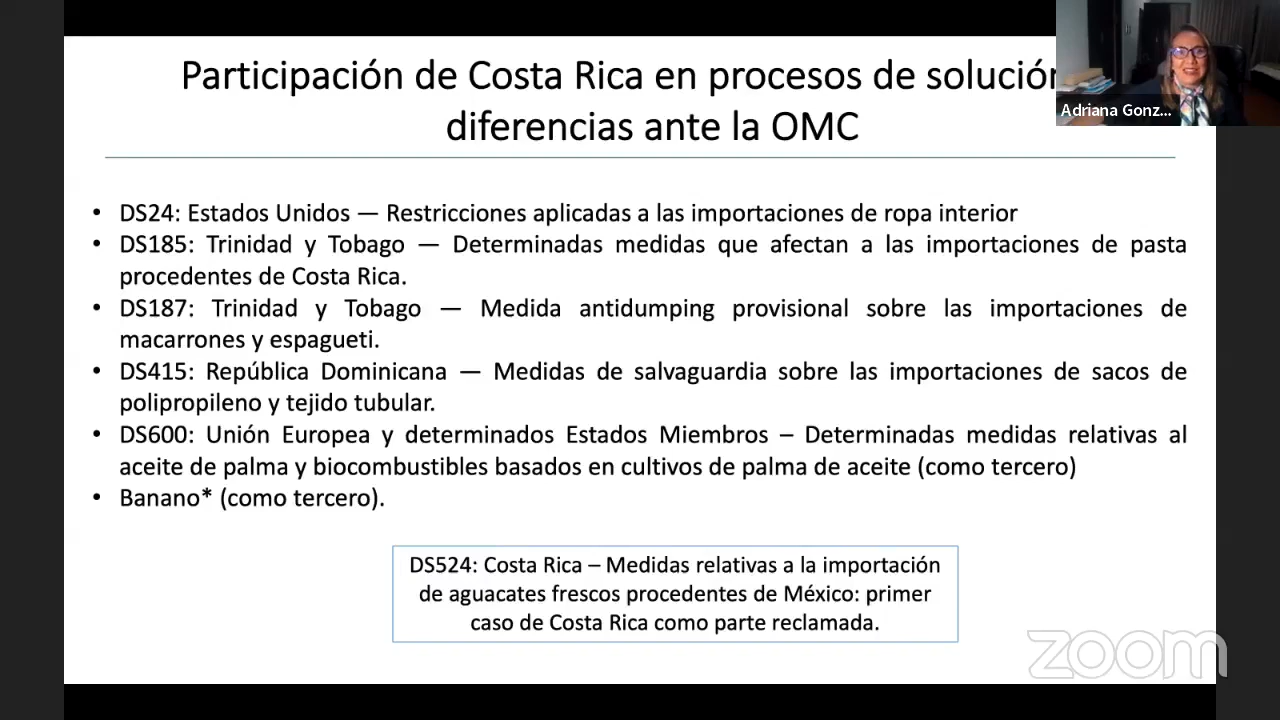 Participación de Costa Rica en procesos de solución
diferencias ante la OMC
Adriana Gonz...
• DS24: Estados Unidos — Restricciones aplicadas a las importaciones de ropa interior
• DS185: Trinidad y Tobago — Determinadas medidas que afectan a las importaciones de pasta
procedentes de Costa Rica.
• DS187: Trinidad y Tobago — Medida antidumping provisional sobre las importaciones de
macarrones y espagueti.
• DS415: República Dominicana — Medidas de salvaguardia sobre las importaciones de sacos de
polipropileno y tejido tubular.
• DS600: Unión Europea y determinados Estados Miembros – Determinadas medidas relativas al
aceite de palma y biocombustibles basados en cultivos de palma de aceite (como tercero)
• Banano* (como tercero).
DS524: Costa Rica – Medidas relativas a la importación
de aguacates frescos procedentes de México: primer
caso de Costa Rica como parte reclamada.
zoom